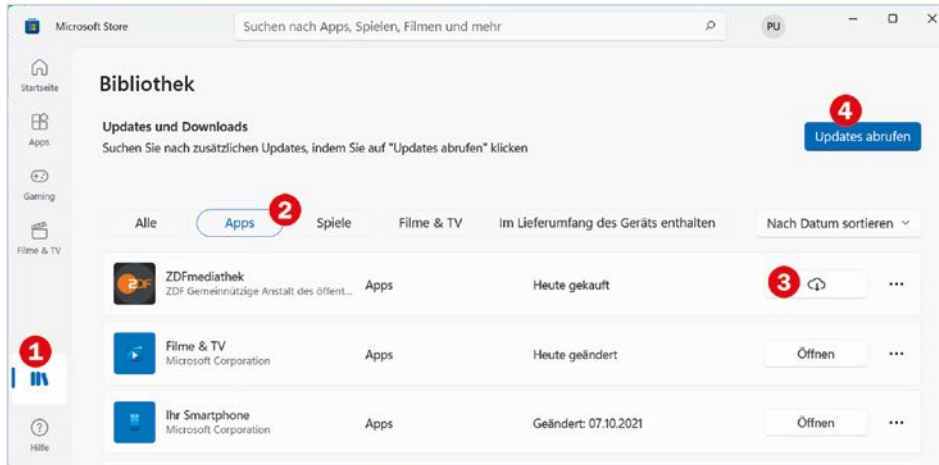 Microsoft Store
Suchen nach Apps, Spielen, Filmen und mehr
PU
Startseite
Apps
Gaming
Filme & TV
1
Hilfe
Bibliothek
Updates und Downloads
Suchen Sie nach zusätzlichen Updates, indem Sie auf "Updates abrufen" klicken
4
Updates abrufen
Alle
Apps
2
Spiele
Filme & TV
Im Lieferumfang des Geräts enthalten
Nach Datum sortieren
ZDFmediathek
ZDF Gemeinnützige Anstalt des öffent...
Apps
Heute gekauft
3
ZDF
Filme & TV
Microsoft Corporation
Apps
Heute geändert
Öffnen
Ihr Smartphone
Microsoft Corporation
Apps
Geändert: 07.10.2021
Öffnen